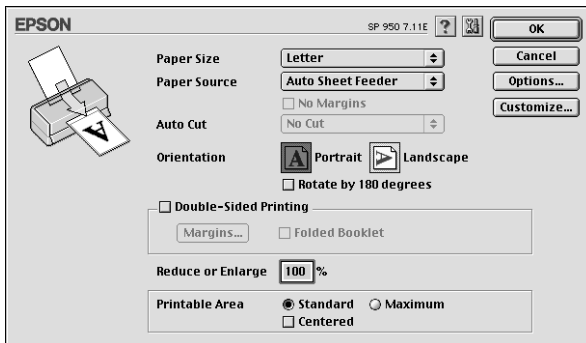 EPSON SP 950 7.11E ? OK
Paper Size Letter Cancel
Paper Source Auto Sheet Feeder Options...
No Margins Customize...
Auto Cut No Cut
Orientation A Portrait A Landscape
Rotate by 180 degrees
Double-Sided Printing
Margins... Folded Booklet
Reduce or Enlarge 100 %
Printable Area Standard Maximum
Centered
A